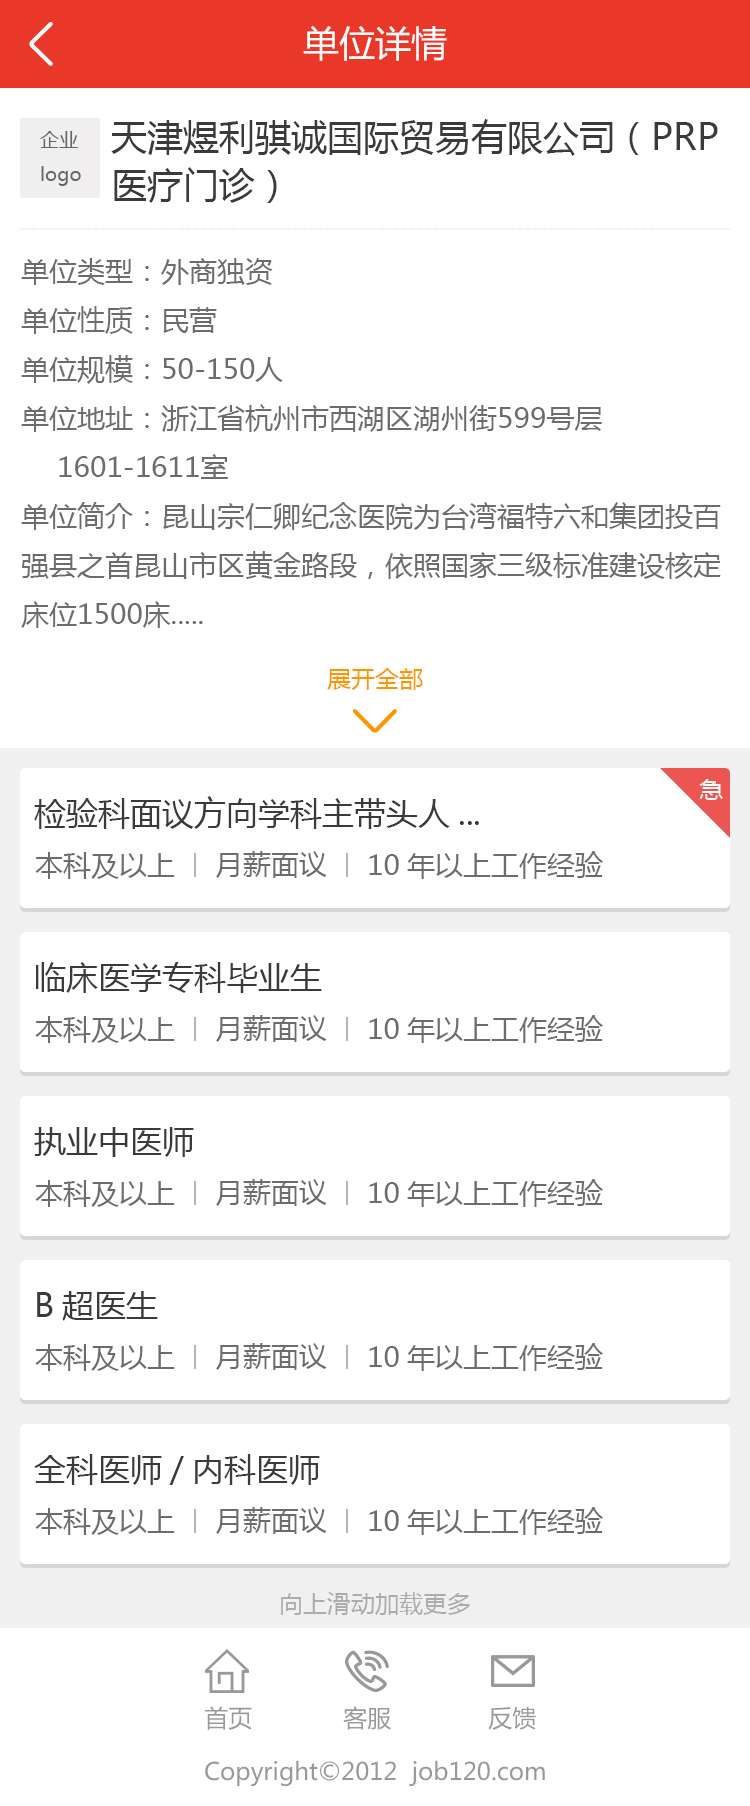 单位详情
企业
logo
天津煜利骐诚国际贸易有限公司（PRP
医疗门诊）
单位类型：外商独资
单位性质：民营
单位规模：50-150人
单位地址：浙江省杭州市西湖区湖州街599号层
1601-1611室
单位简介：昆山宗仁卿纪念医院为台湾福特六和集团投百
强县之首昆山市区黄金路段，依照国家三级标准建设核定
床位1500床.....
展开全部
急
检验科面议方向学科主带头人 ...
本科及以上 | 月薪面议 | 10 年以上工作经验
临床医学专科毕业生
本科及以上 | 月薪面议 | 10 年以上工作经验
执业中医师
本科及以上 | 月薪面议 | 10 年以上工作经验
B 超医生
本科及以上 | 月薪面议 | 10 年以上工作经验
全科医师 / 内科医师
本科及以上 | 月薪面议 | 10 年以上工作经验
向上滑动加载更多
首页 客服 反馈
Copyright©2012 job120.com